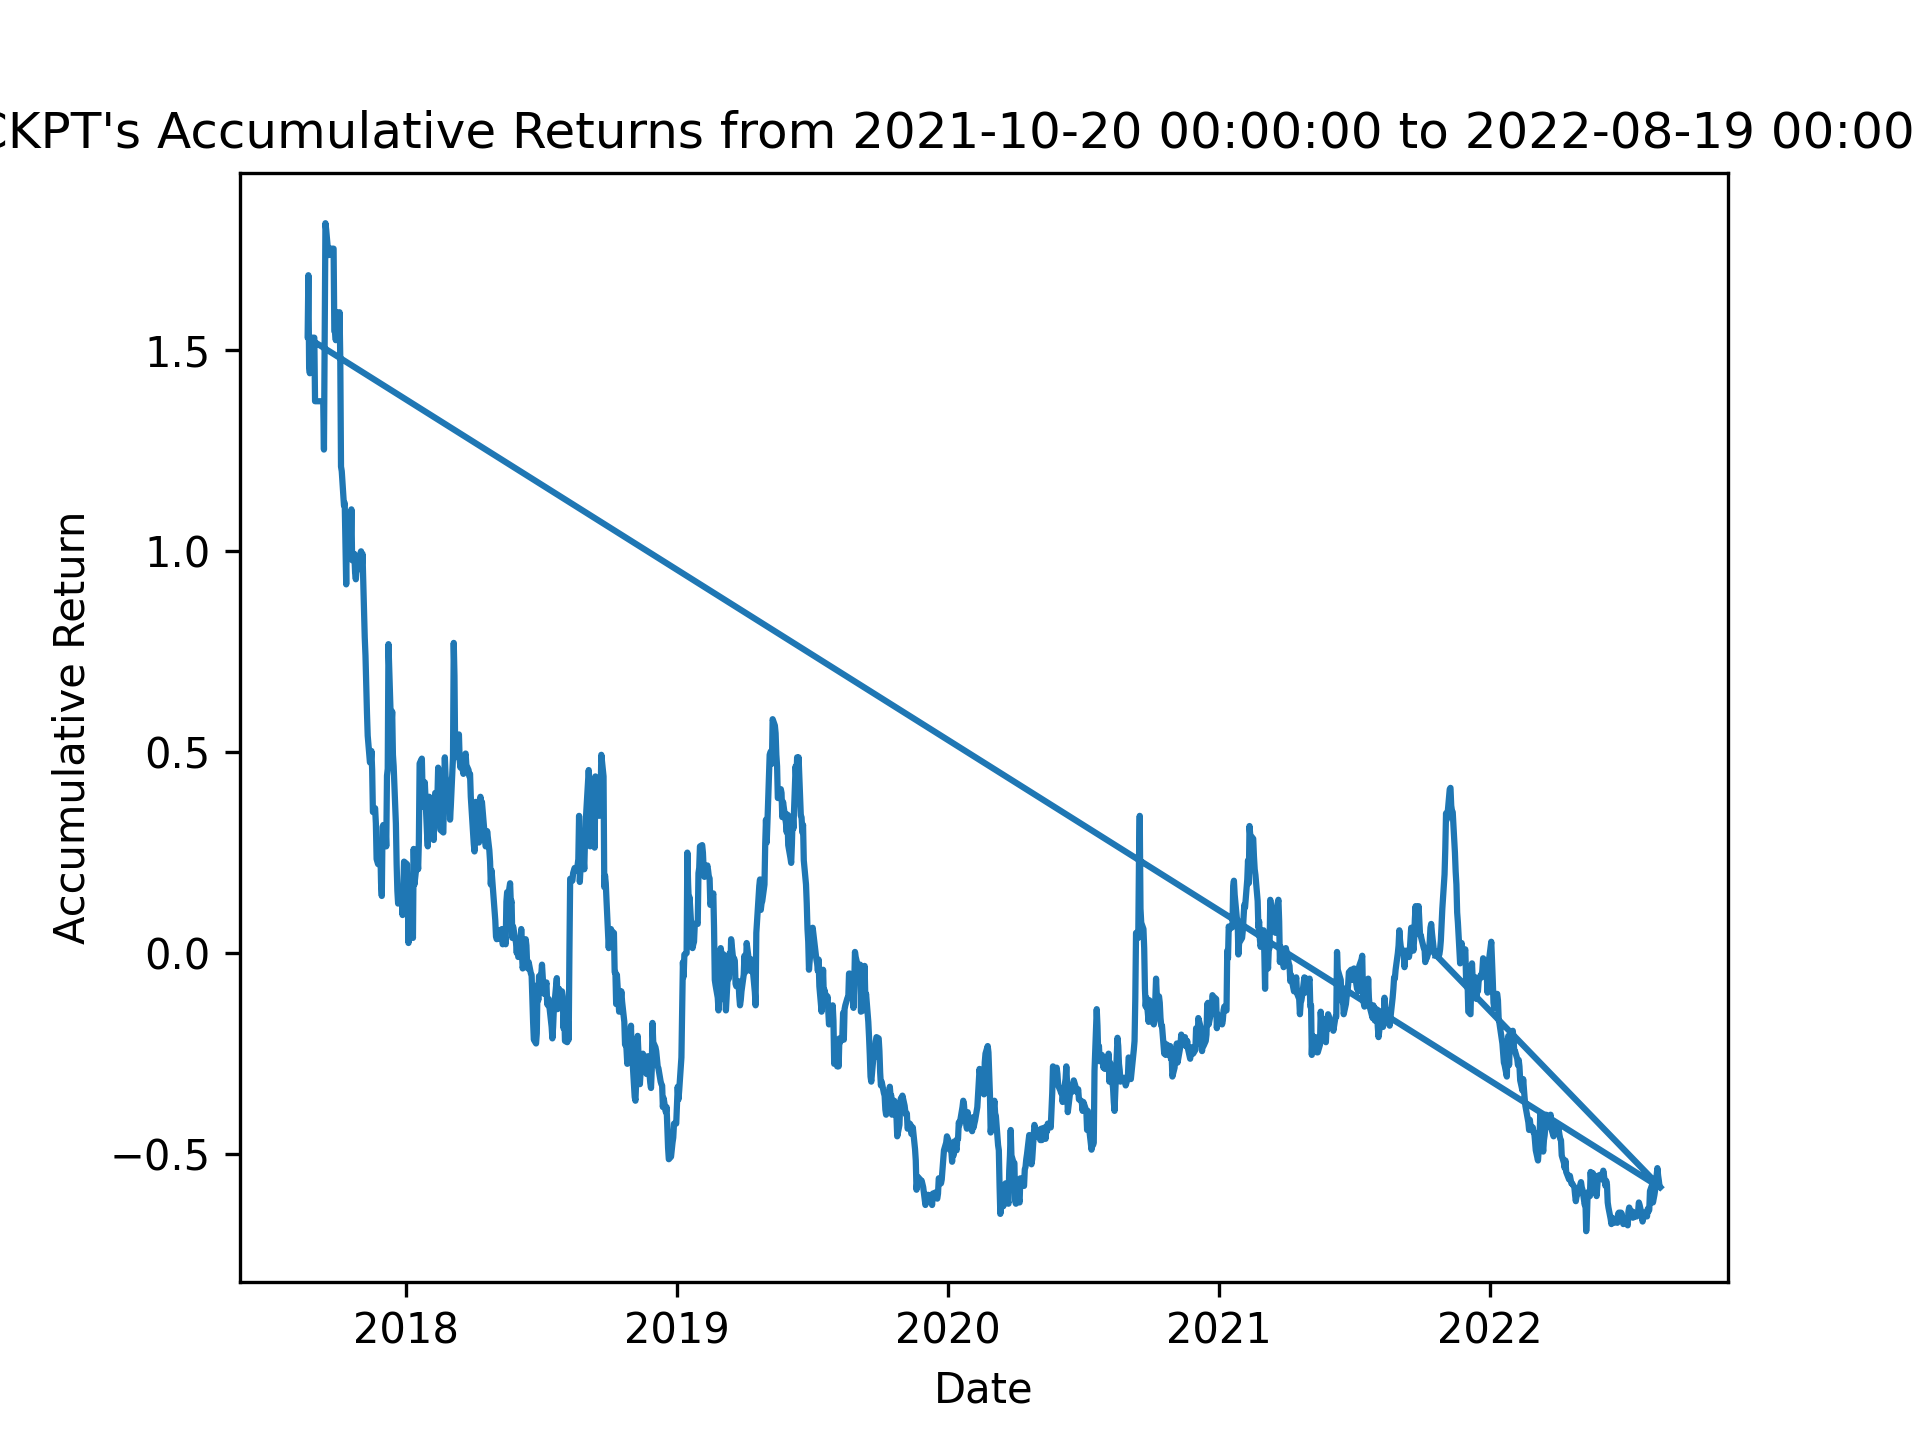 CKPT's Accumulative Returns from 2021-10-20 00:00:00 to 2022-08-19 00:00
Accumulative Return
1.5
1.0
0.5
0.0
−0.5
2018 2019 2020 2021 2022
Date